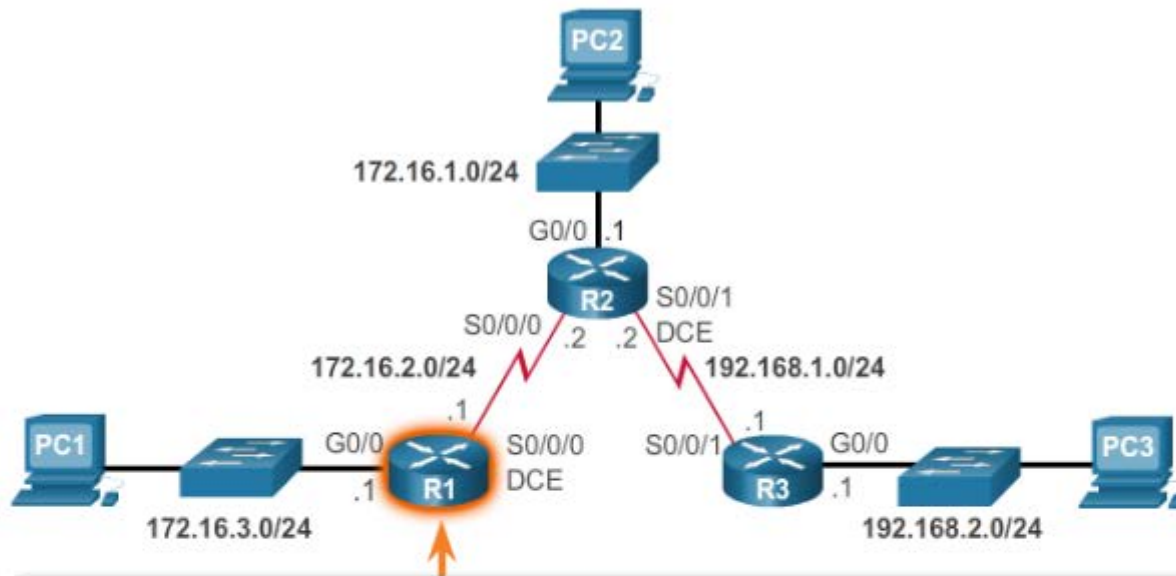 PC2
172.16.1.0/24
G0/0 .1
R2
S0/0/1
DCE
S0/0/0
.2 .2
172.16.2.0/24
192.168.1.0/24
.1
.1
PC1
G0/0
S0/0/0
DCE
.1
R1
172.16.3.0/24
S0/0/1
G0/0
R3
.1
PC3
192.168.2.0/24